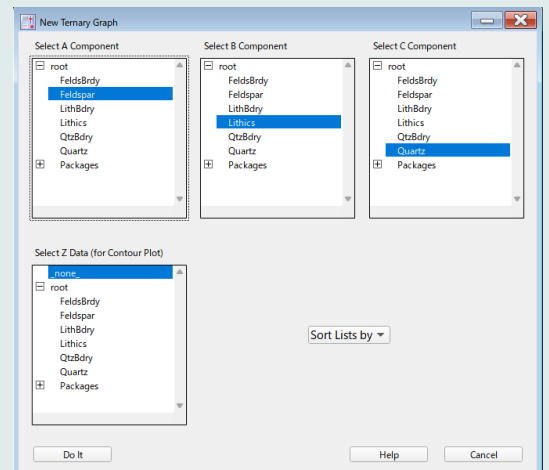 New Ternary Graph
Select A Component
root
FeldsBrdy
Feldspar
LithBdry
Lithics
QtzBdry
Quartz
Packages
Select B Component
root
FeldsBrdy
Feldspar
LithBdry
Lithics
QtzBdry
Quartz
Packages
Select C Component
root
FeldsBrdy
Feldspar
LithBdry
Lithics
QtzBdry
Quartz
Packages
Select Z Data (for Contour Plot)
_none_
root
FeldsBrdy
Feldspar
LithBdry
Lithics
QtzBdry
Quartz
Packages
Sort Lists by
Do It
Help
Cancel